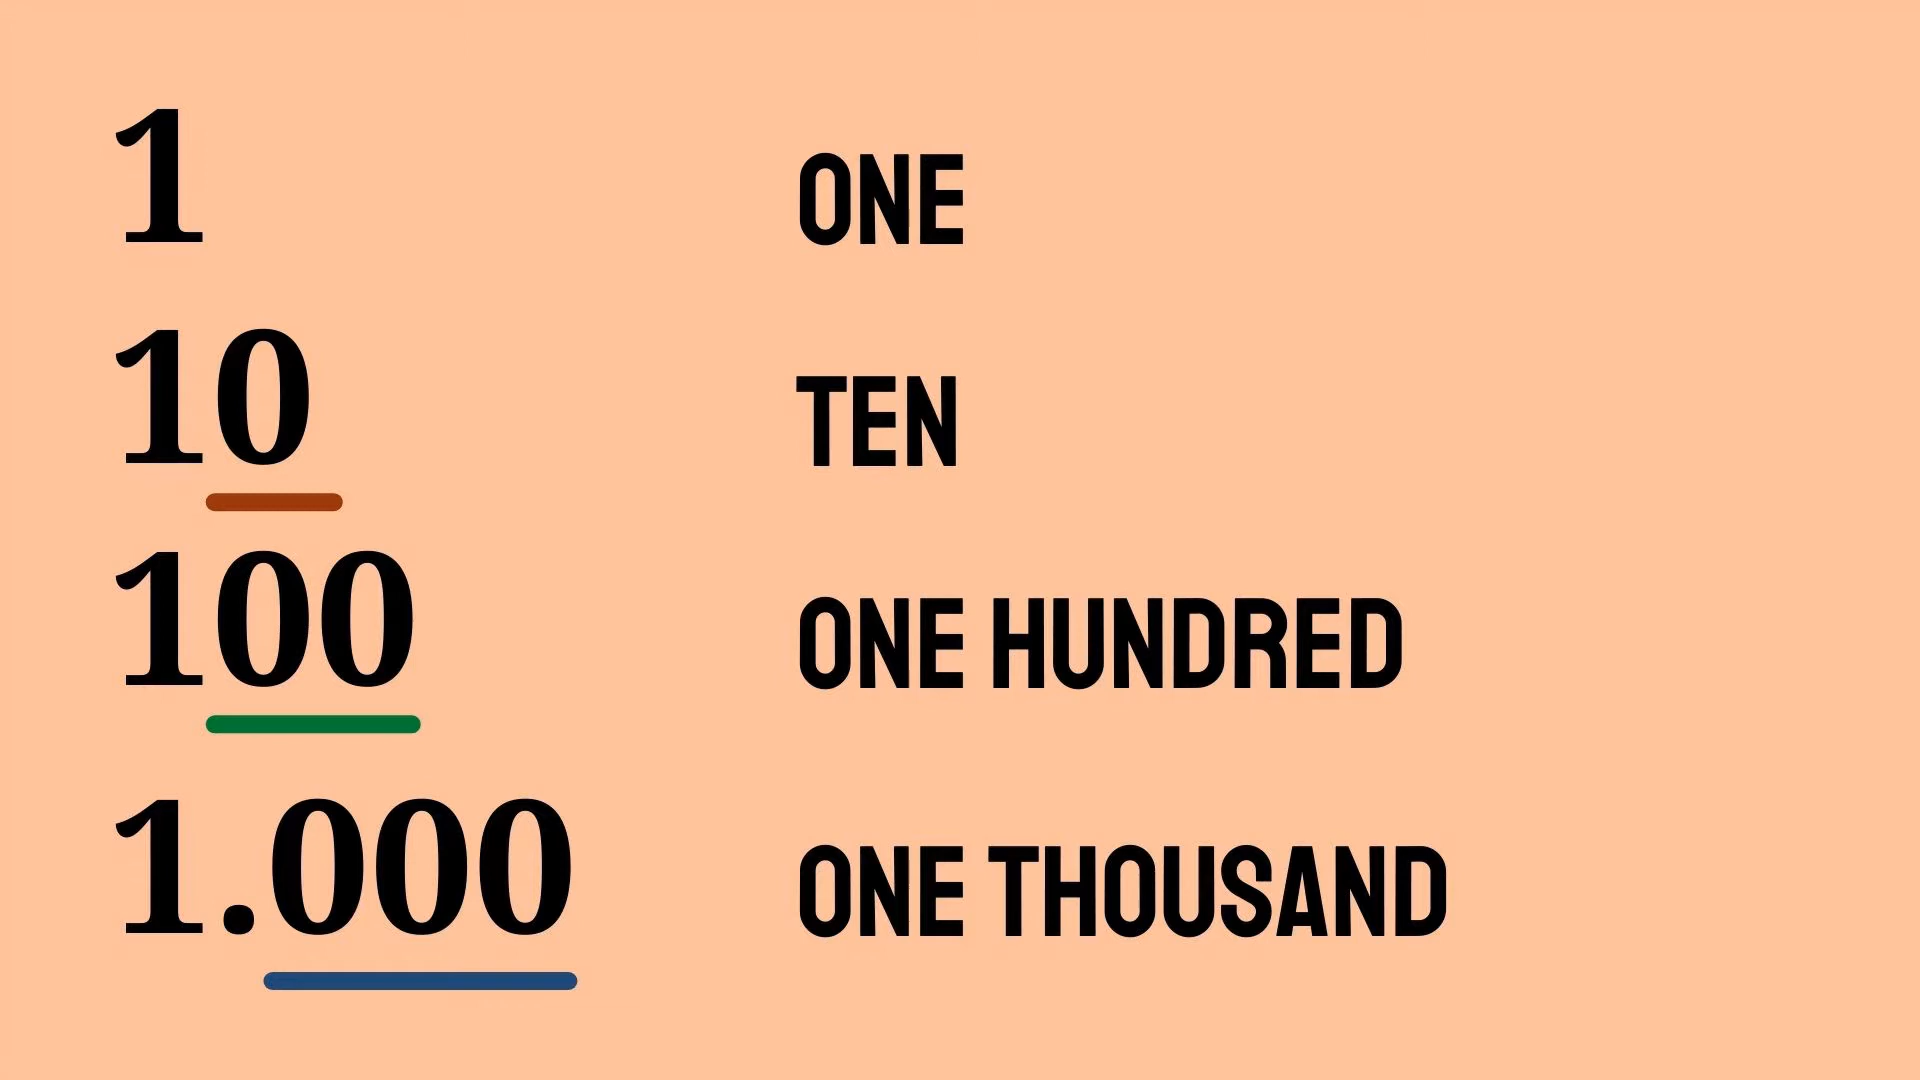 1 ONE
10 TEN
100 ONE HUNDRED
1.000 ONE THOUSAND